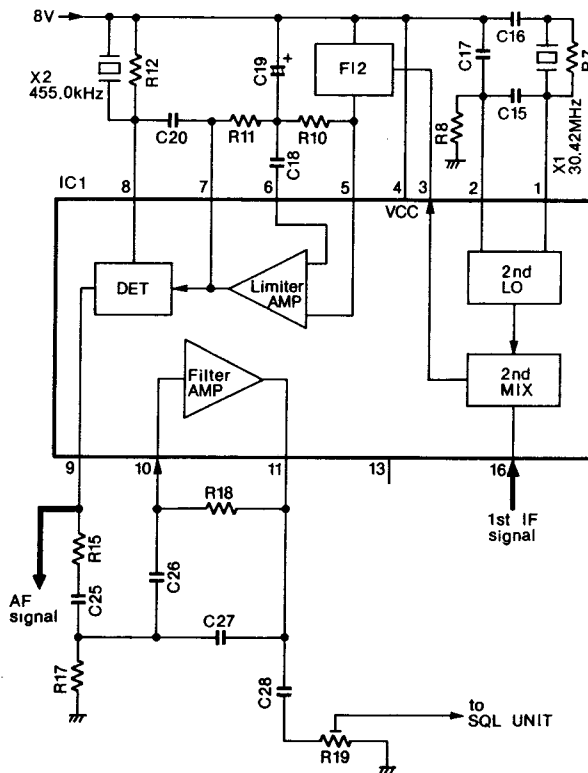 8V
X2
455.0kHz
R12
C19
+
FI2
C17
C16
R7
C20
R11
R10
C18
R8
C15
X1
30.42MHz
IC1
8
7
6
5
4
3
2
1
VCC
DET
Limiter
AMP
2nd
LO
Filter
AMP
2nd
MIX
9
10
11
13
16
R18
1st IF
signal
R15
C26
AF
signal
C25
C27
R17
C28
R19
to
SQL UNIT